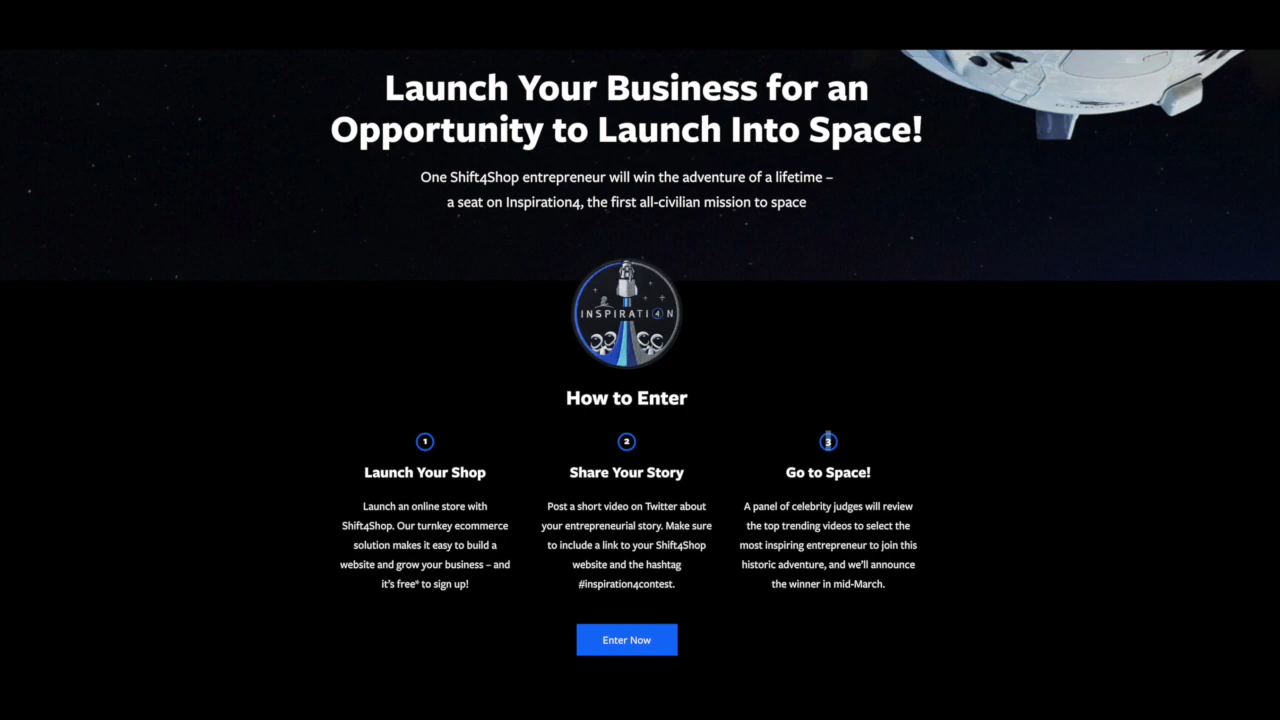 Launch Your Business for an
Opportunity to Launch Into Space!
One Shift4Shop entrepreneur will win the adventure of a lifetime –
a seat on Inspiration4, the first all-civilian mission to space
INSPIRATI4N
How to Enter
1
Launch Your Shop
Launch an online store with
Shift4Shop. Our turnkey ecommerce
solution makes it easy to build a
website and grow your business – and
it's free* to sign up!
2
Share Your Story
Post a short video on Twitter about
your entrepreneurial story. Make sure
to include a link to your Shift4Shop
website and the hashtag
#inspiration4contest.
3
Go to Space!
A panel of celebrity judges will review
the top trending videos to select the
most inspiring entrepreneur to join this
historic adventure, and we'll announce
the winner in mid-March.
Enter Now